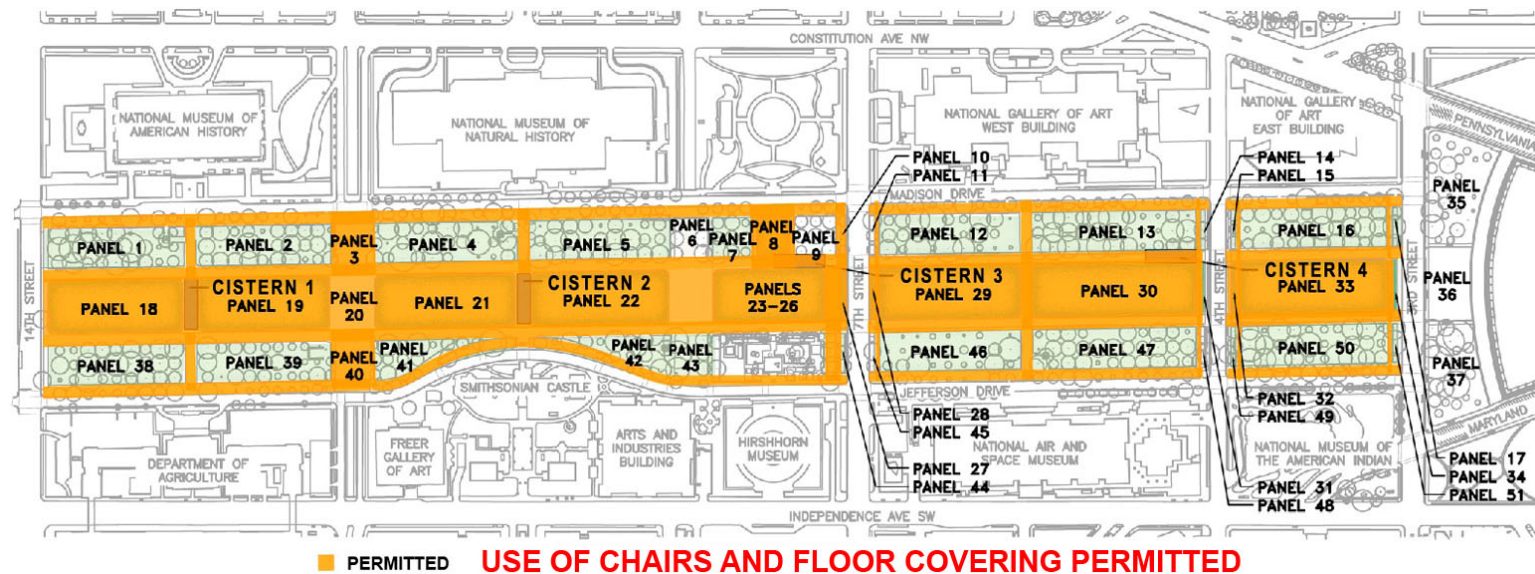 CONSTITUTION AVE NW
NATIONAL MUSEUM OF
AMERICAN HISTORY
NATIONAL MUSEUM OF
NATURAL HISTORY
NATIONAL GALLERY OF ART
WEST BUILDING
NATIONAL GALLERY
OF ART
EAST BUILDING
PENNSYLVANIA
PANEL 10
PANEL 11
PANEL 14
PANEL 15
MADISON DRIVE
PANEL
35
PANEL 1
PANEL 2
PANEL
3
PANEL 4
PANEL 5
PANEL
6
PANEL
7
PANEL
8
PANEL
9
PANEL 12
PANEL 13
PANEL 16
14TH STREET
PANEL 18
CISTERN 1
PANEL 19
PANEL
20
PANEL 21
CISTERN 2
PANEL 22
PANELS
23-26
7TH STREET
CISTERN 3
PANEL 29
PANEL 30
4TH STREET
CISTERN 4
PANEL 33
3RD STREET
PANEL
36
PANEL 38
PANEL 39
PANEL
40
PANEL
41
PANEL
42
PANEL
43
PANEL 46
PANEL 47
PANEL 50
PANEL
37
SMITHSONIAN CASTLE
JEFFERSON DRIVE
PANEL 32
PANEL 49
PANEL 28
PANEL 45
MARYLAND
DEPARTMENT OF
AGRICULTURE
FREER
GALLERY
OF ART
ARTS AND
INDUSTRIES
BUILDING
HIRSHHORN
MUSEUM
NATIONAL AIR AND
SPACE MUSEUM
NATIONAL MUSEUM OF
THE AMERICAN INDIAN
PANEL 27
PANEL 44
PANEL 17
PANEL 34
PANEL 51
PANEL 31
PANEL 48
INDEPENDENCE AVE SW
PERMITTED USE OF CHAIRS AND FLOOR COVERING PERMITTED